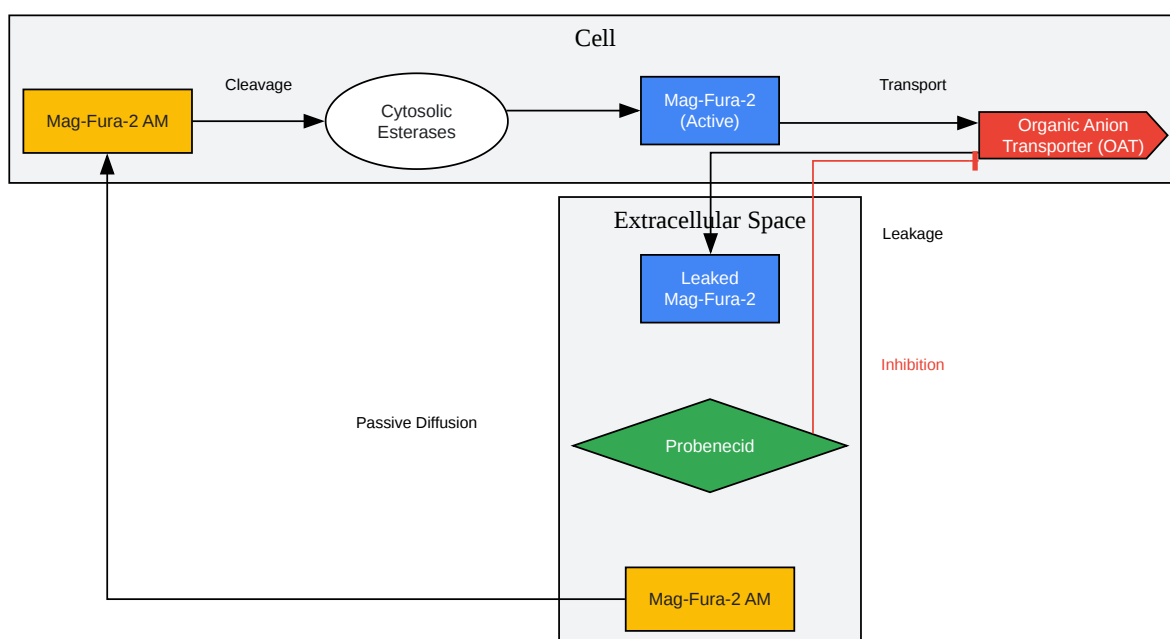 Cell
Cleavage
Transport
Mag-Fura-2 AM
Cytosolic
Esterases
Mag-Fura-2
(Active)
Organic Anion
Transporter (OAT)
Extracellular Space
Leakage
Leaked
Mag-Fura-2
Inhibition
Passive Diffusion
Probenecid
Mag-Fura-2 AM